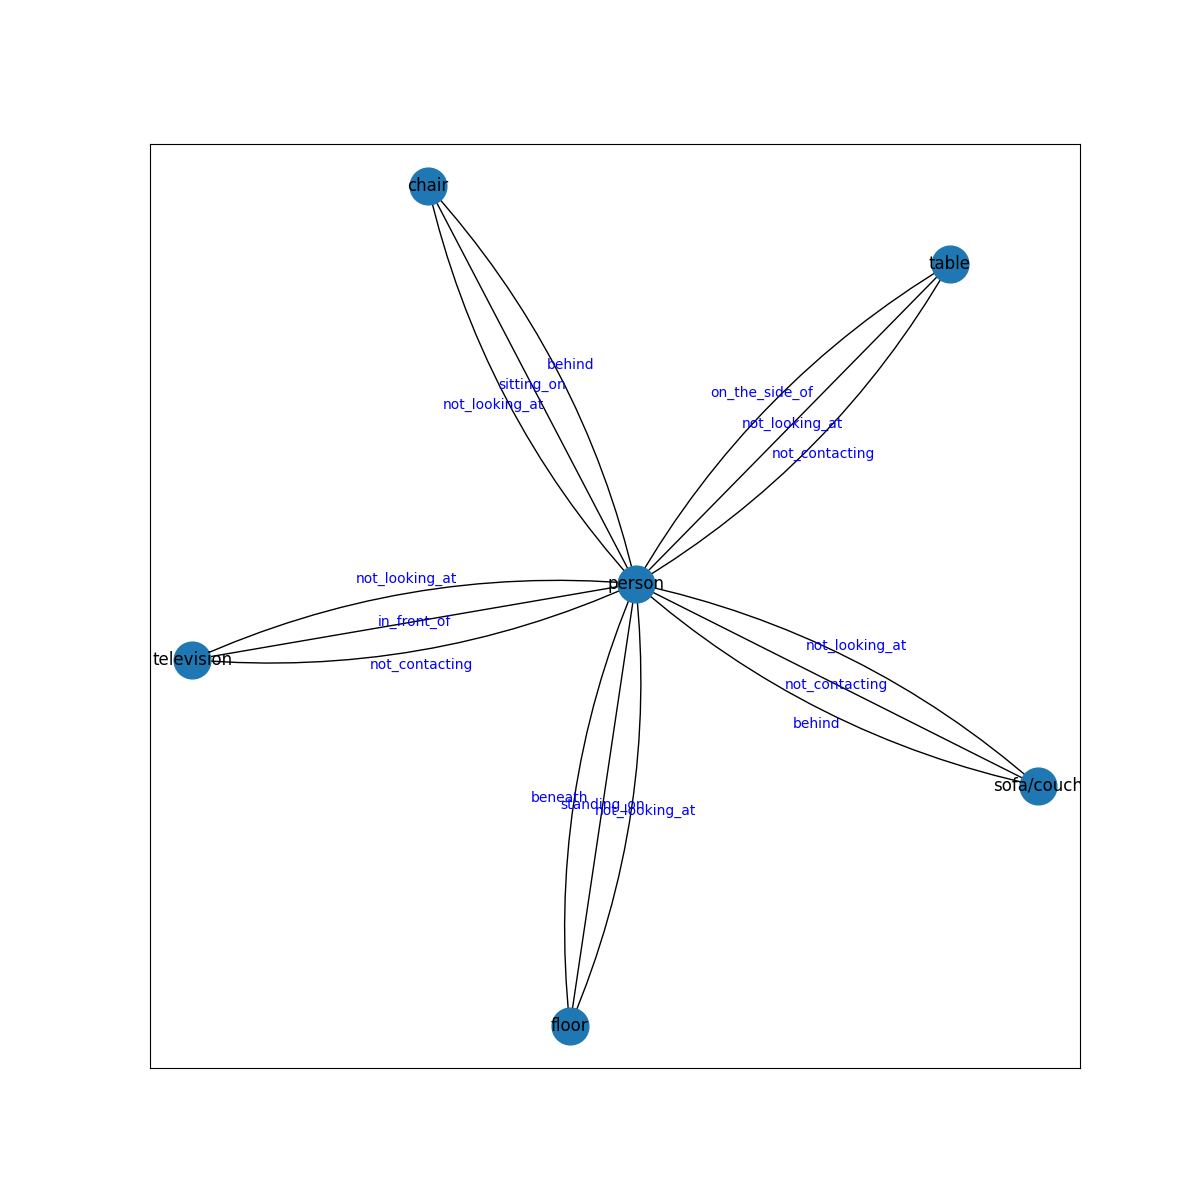 chair
table
behind
sitting_on
on_the_side_of
not_looking_at
not_looking_at
not_contacting
not_looking_at
person
in_front_of
not_looking_at
television
not_contacting
not_contacting
behind
sofa/couch
beneath
standing_on
not_looking_at
floor